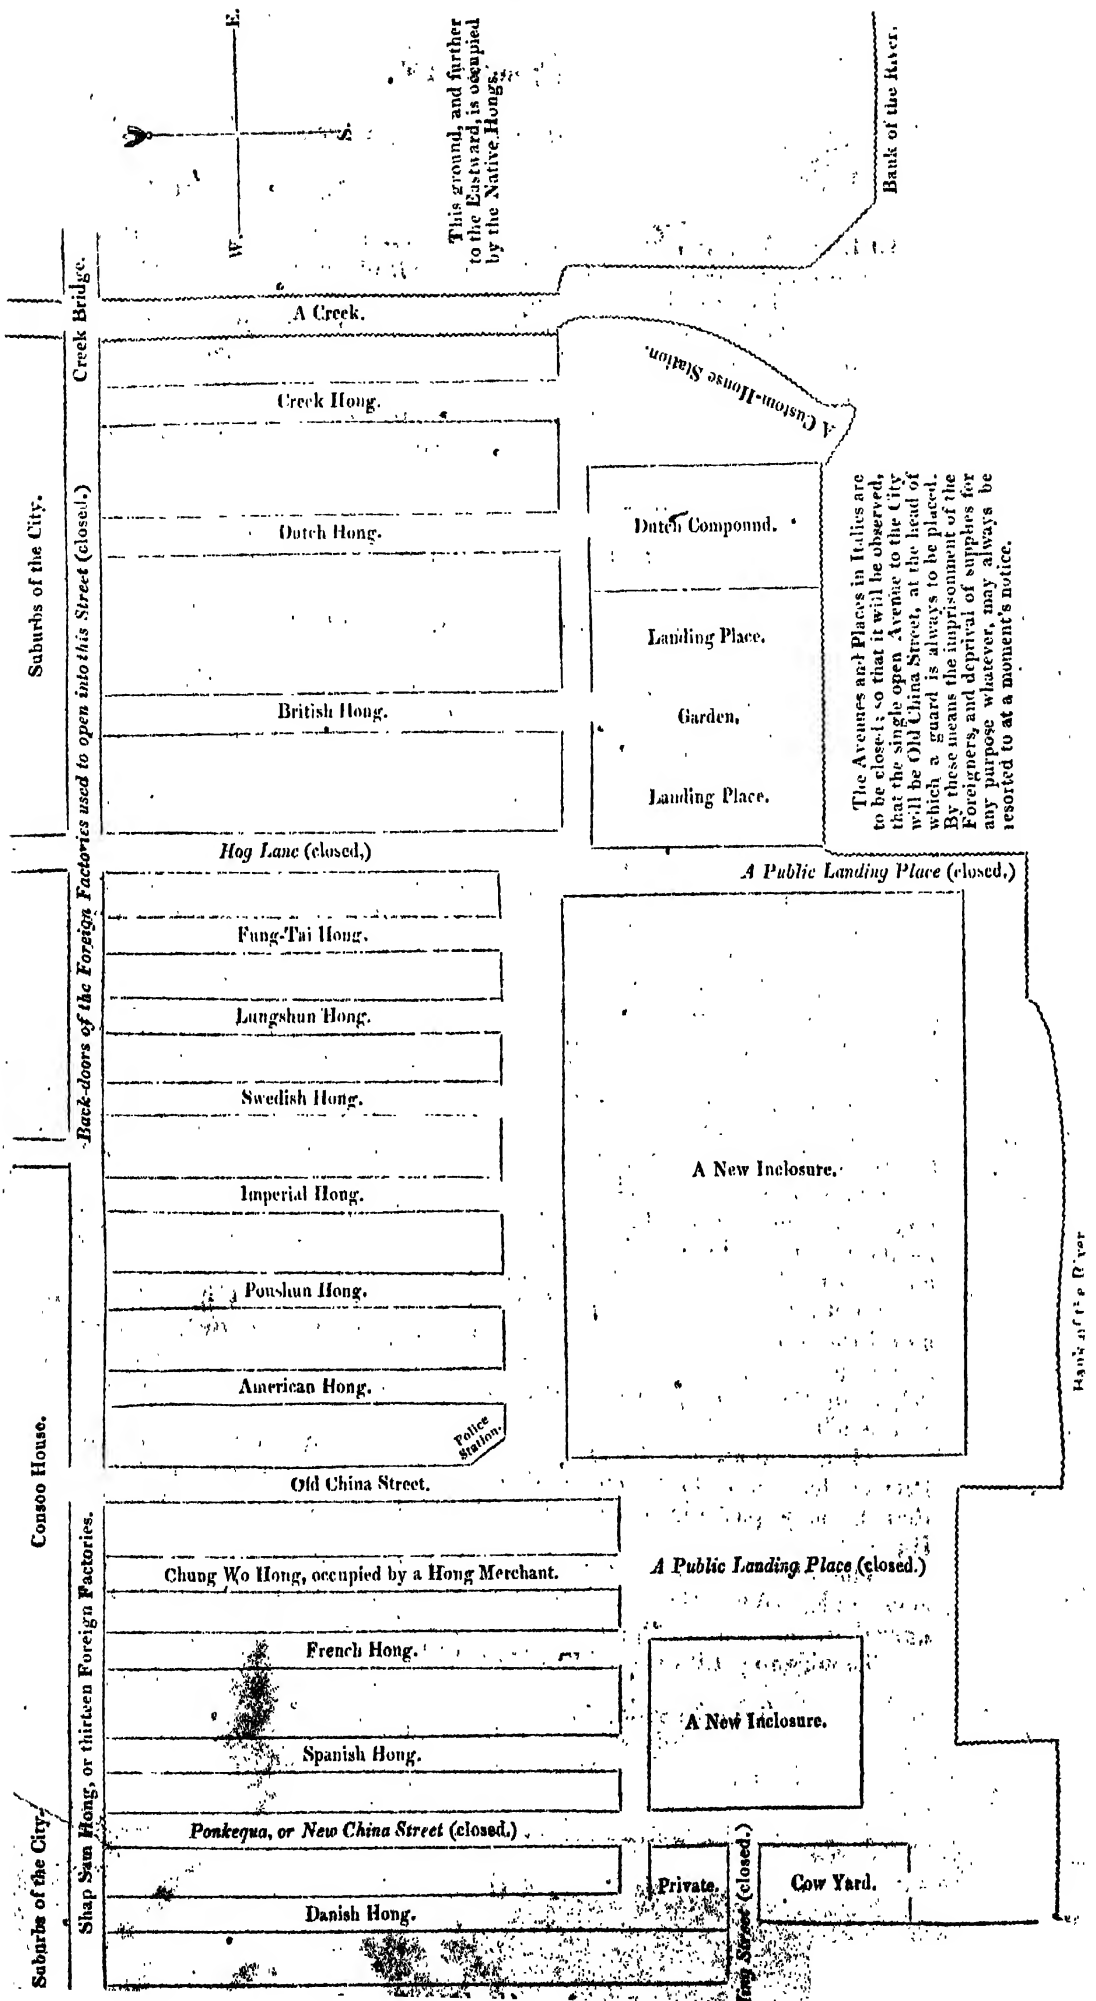 E.
W.
S.
This ground, and further
to the Eastward, is occupied
by the Native Hongs.
Bank of the River.
Creek Bridge.
A Creek.
A Custom-House Station.
Creek Hong.
Suburbs of the City.
Back-doors of the Foreign Factories used to open into this Street (closed.)
Dutch Hong.
Dutch Compound.
British Hong.
Landing Place.
Garden.
Landing Place.
The Avenues and Places in Italics are
to be closed; so that it will be observed,
that the single open Avenue to the City
will be Old China Street, at the head of
which a guard is always to be placed.
By these means the imprisonment of the
Foreigners, and deprival of supplies for
any purpose whatever, may always be
resorted to at a moment's notice.
Hog Lane (closed,)
A Public Landing Place (closed,)
Fung-Tai Hong.
Lungshun Hong.
Swedish Hong.
Imperial Hong.
A New Inclosure.
Poushun Hong.
American Hong.
Police
Station.
Bank of the River
Consoo House.
Old China Street.
Shap Sam Hong, or thirteen Foreign Factories.
Chung Wo Hong, occupied by a Hong Merchant.
A Public Landing Place (closed.)
French Hong.
A New Inclosure.
Spanish Hong.
Ponkequa, or New China Street (closed.)
Suburbs of the City.
Danish Hong.
Private.
Street (closed.)
Cow Yard.